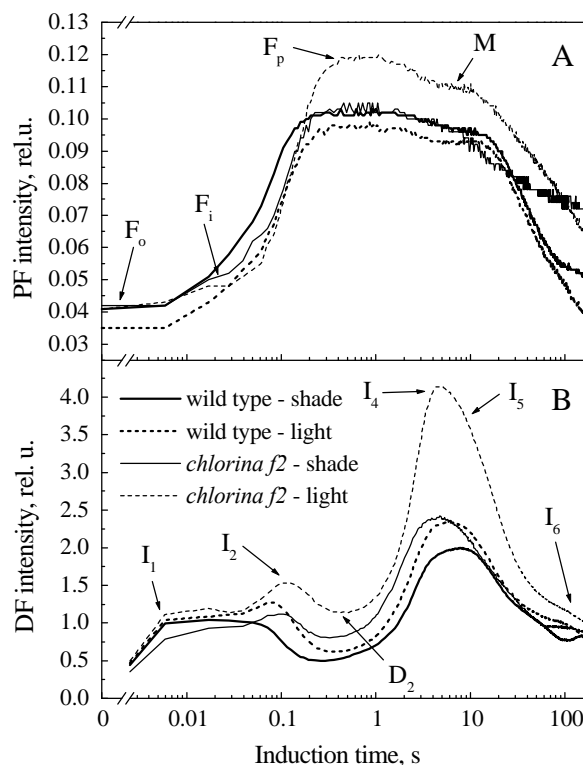 0.13
0.12
0.11
0.10
0.09
0.08
0.07
0.06
0.05
0.04
0.03
PF intensity, rel.u.
F_p
M
A
F_i
F_o
4.0
3.5
3.0
2.5
2.0
1.5
1.0
0.5
0.0
DF intensity, rel. u.
wild type - shade
wild type - light
chlorina f2 - shade
chlorina f2 - light
I_4
I_5
B
I_1
I_2
D_2
I_6
0 0.01 0.1 1 10 100
Induction time, s